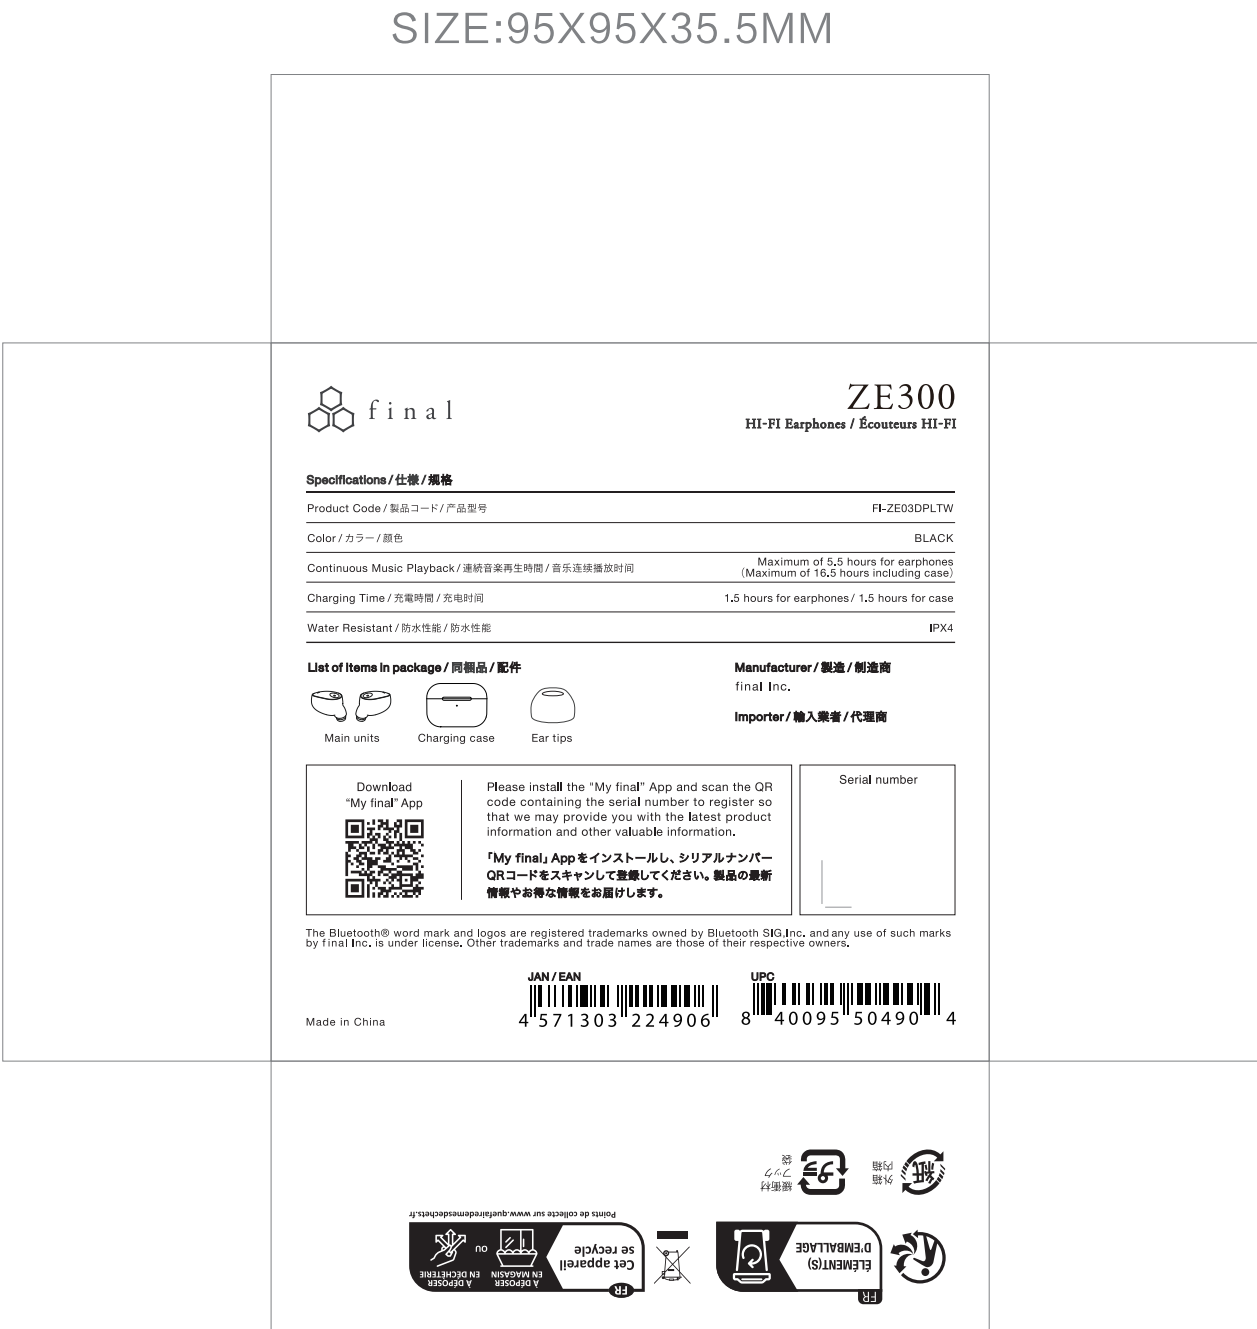 SIZE:95X95X35.5MM
final
ZE300
HI-FI Earphones / Écouteurs HI-FI
Specifications / 仕様 / 规格
Product Code / 製品コード / 产品型号 FI-ZE03DPLTW
Color / カラー / 颜色 BLACK
Continuous Music Playback / 連続音楽再生時間 / 音乐连续播放时间 Maximum of 5.5 hours for earphones
(Maximum of 16.5 hours including case)
Charging Time / 充電時間 / 充电时间 1.5 hours for earphones / 1.5 hours for case
Water Resistant / 防水性能 / 防水性能 IPX4
List of items in package / 同梱品 / 配件
Main units
Charging case
Ear tips
Manufacturer / 製造 / 制造商
final Inc.
Importer / 輸入業者 / 代理商
Download
“My final” App
Please install the "My final" App and scan the QR
code containing the serial number to register so
that we may provide you with the latest product
information and other valuable information.
「My final」Appをインストールし、シリアルナンバー
QRコードをスキャンして登録してください。製品の最新
情報やお得な情報をお届けします。
Serial number
The Bluetooth® word mark and logos are registered trademarks owned by Bluetooth SIG,Inc. and any use of such marks
by final Inc. is under license. Other trademarks and trade names are those of their respective owners.
Made in China
JAN / EAN
4 571303 224906
UPC
8 40095 50490 4
FR
ÉLÉMENT(S)
D'EMBALLAGE
FR
Cet appareil
se recycle
À DÉPOSER
EN MAGASIN
ou
À DÉPOSER
EN DÉCHÈTERIE
Points de collecte sur www.quefairedemesdechets.fr
紙
外箱
内箱
プラ
緩衝材
フック
袋